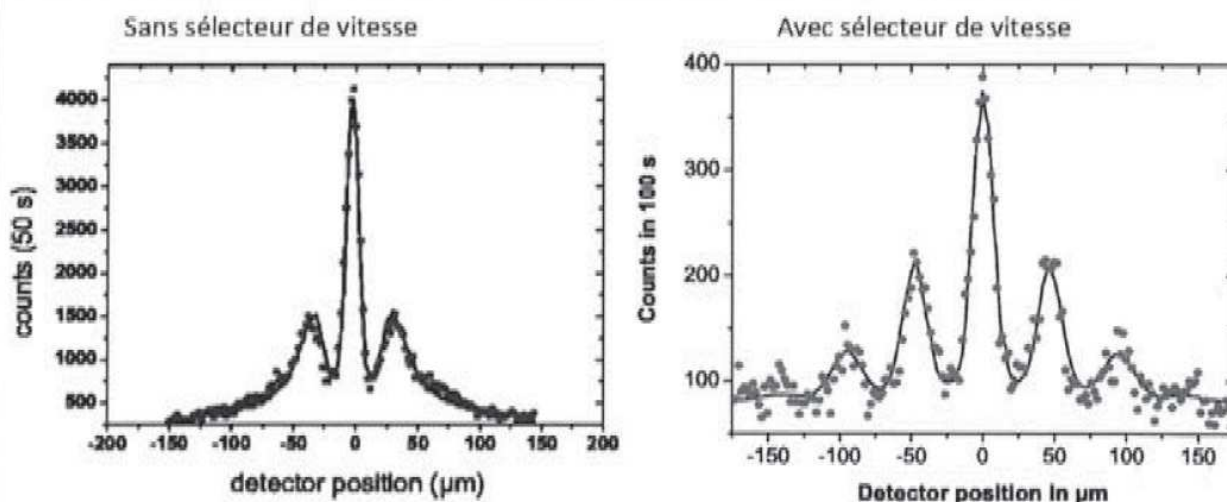 Sans sélecteur de vitesse
4000
3500
3000
2500
2000
1500
1000
500
counts (50 s)
-200 -150 -100 -50 0 50 100 150 200
detector position (µm)
Avec sélecteur de vitesse
400
300
200
100
Counts in 100 s
-150 -100 -50 0 50 100 150
Detector position in µm